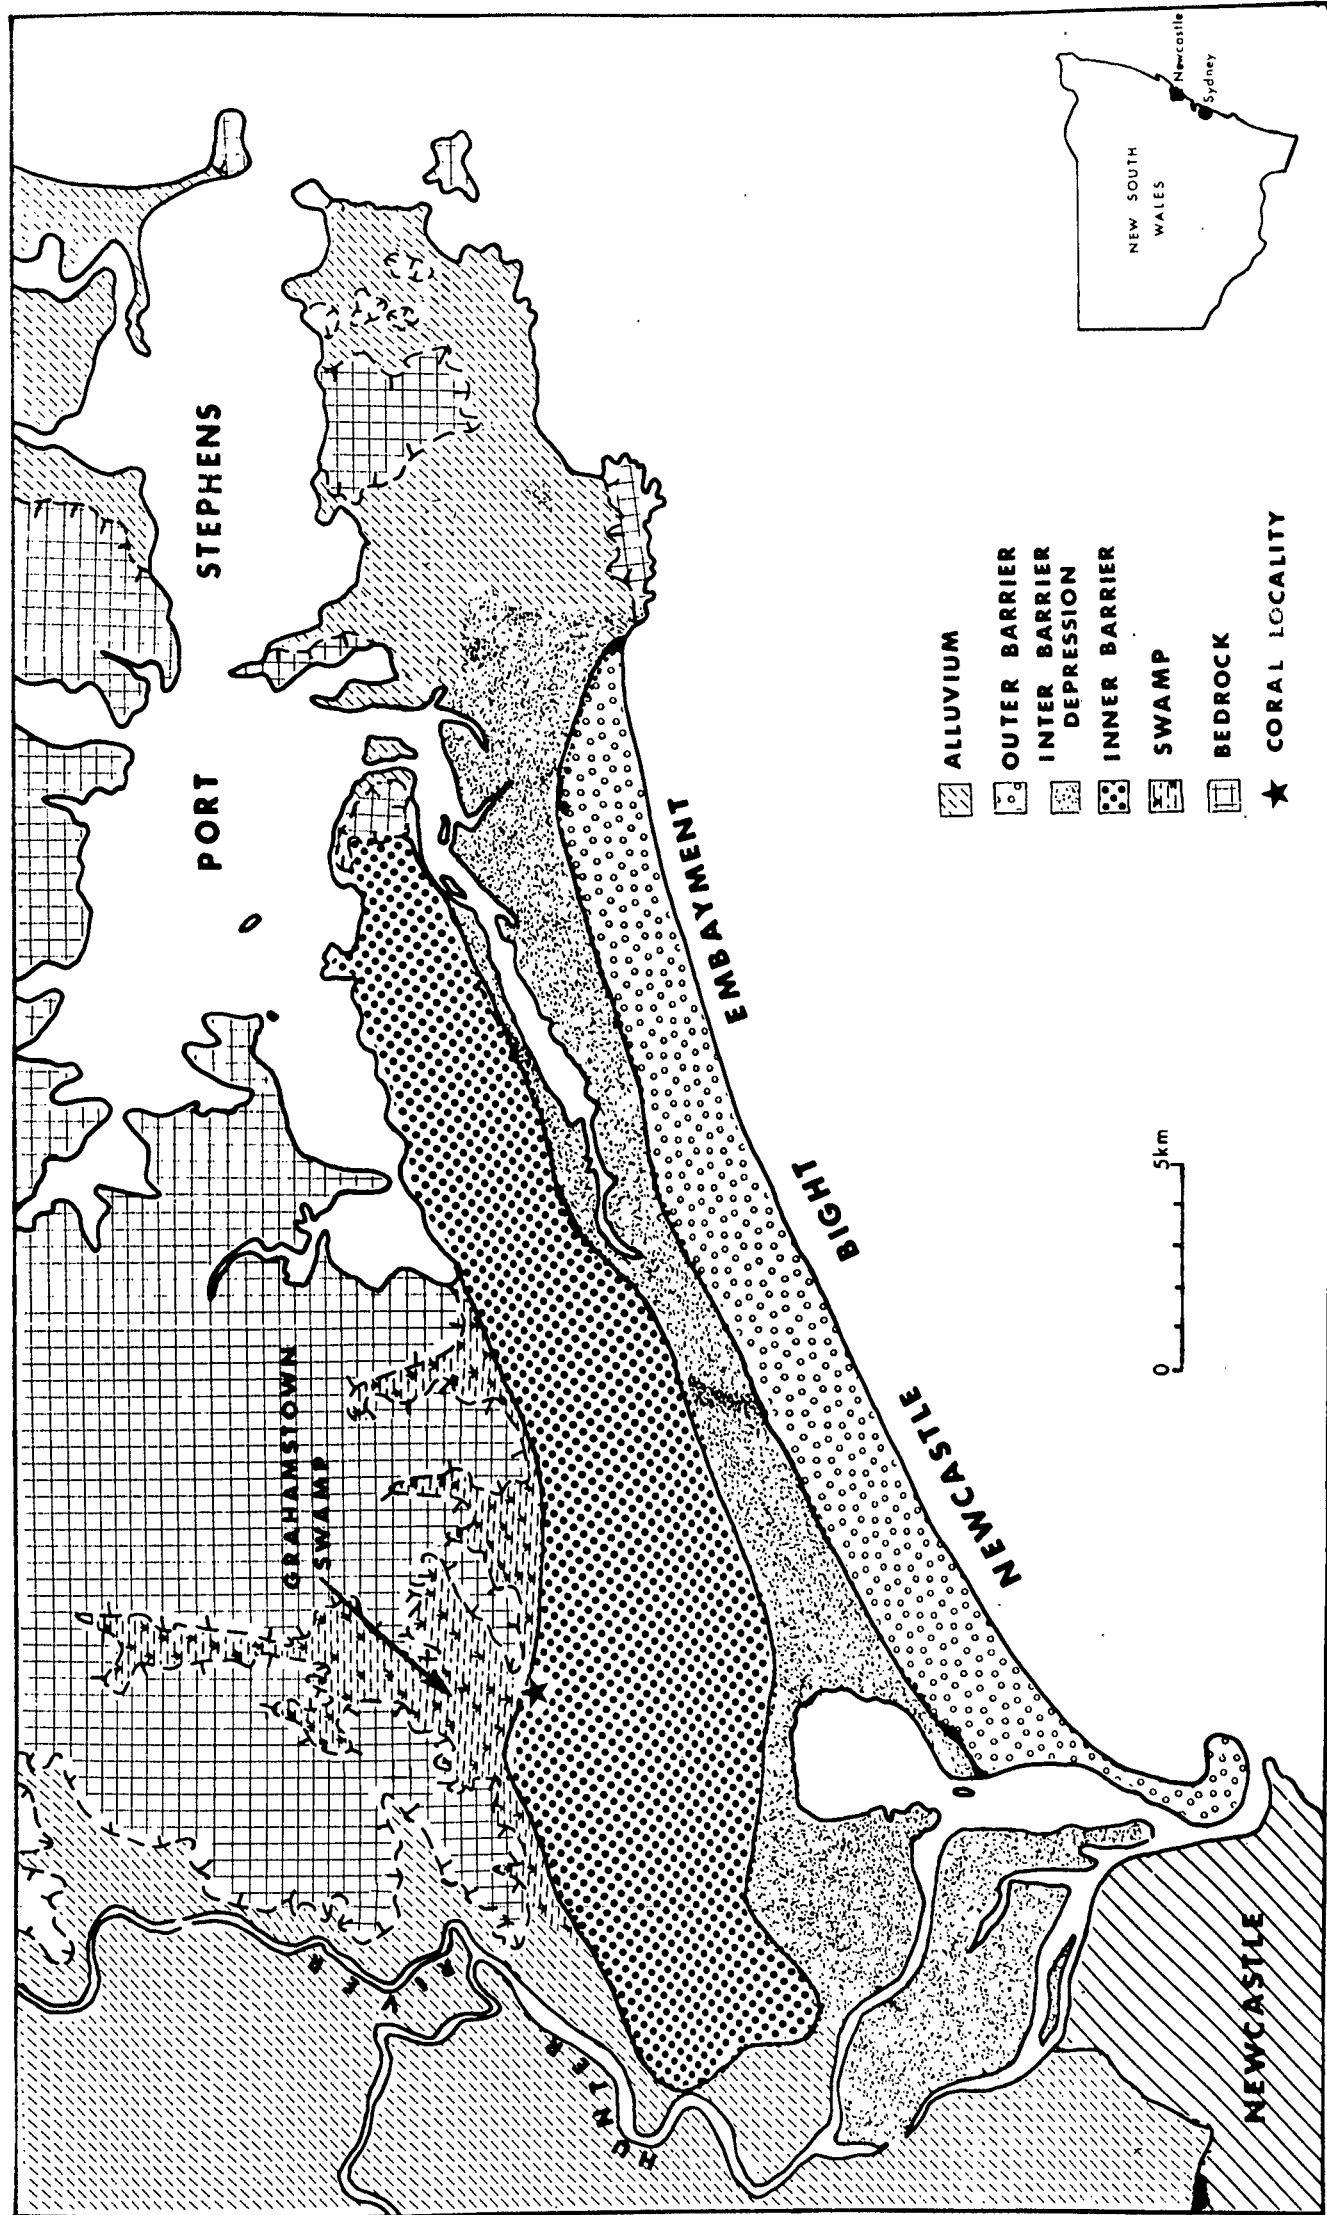 PORT STEPHENS
GRAHAMSTOWN
SWAMP
HUNTER RIVER
NEWCASTLE BIGHT EMBAYMENT
NEWCASTLE
0 5km
ALLUVIUM
OUTER BARRIER
INTER BARRIER
DEPRESSION
INNER BARRIER
SWAMP
BEDROCK
CORAL LOCALITY
NEW SOUTH
WALES
Newcastle
Sydney